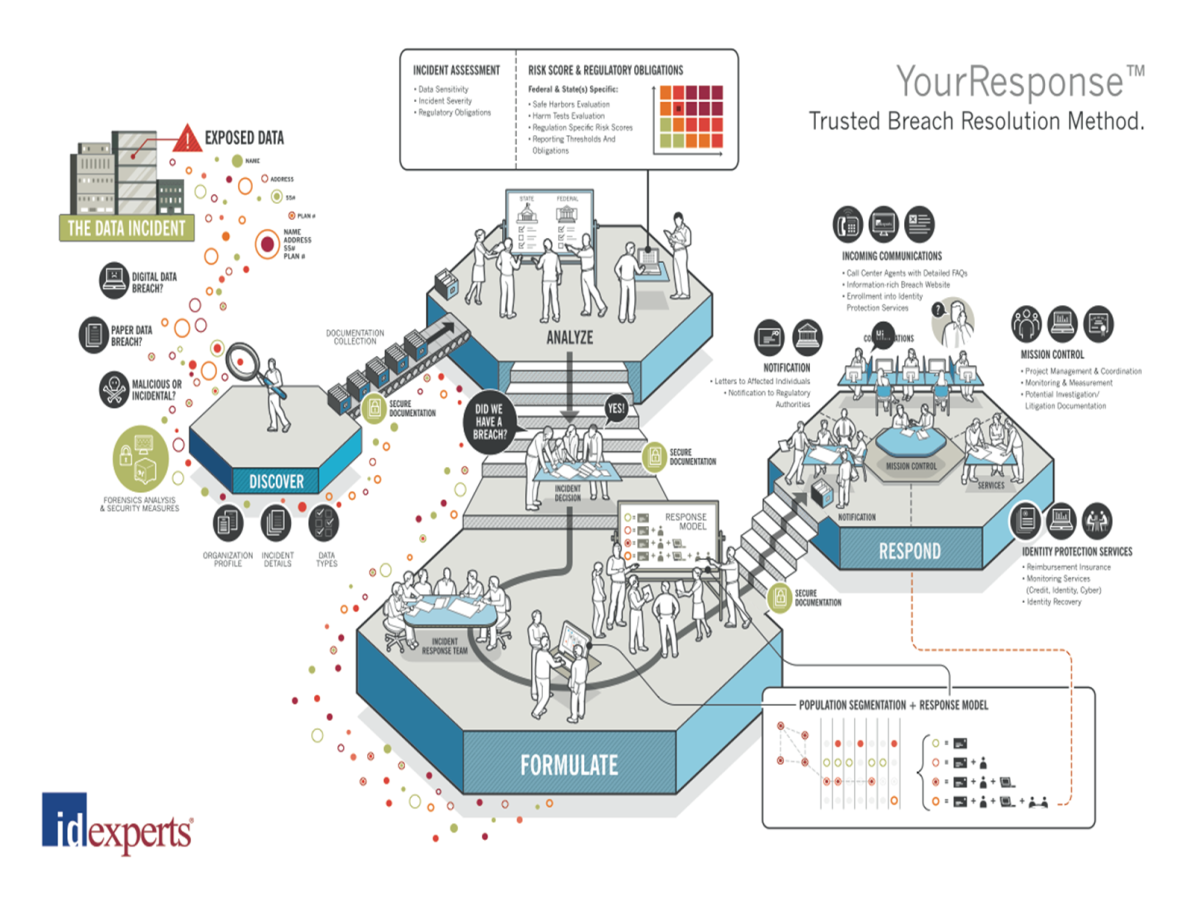 YourResponse™
Trusted Breach Resolution Method.
INCIDENT ASSESSMENT
• Data Sensitivity
• Incident Severity
• Regulatory Obligations
RISK SCORE & REGULATORY OBLIGATIONS
Federal & State(s) Specific:
• Safe Harbors Evaluation
• Harm Tests Evaluation
• Regulation Specific Risk Scores
• Reporting Thresholds And
Obligations
EXPOSED DATA
NAME
ADDRESS
SS#
PLAN #
NAME
ADDRESS
SS#
PLAN #
THE DATA INCIDENT
DIGITAL DATA
BREACH?
PAPER DATA
BREACH?
MALICIOUS OR
INCIDENTAL?
FORENSICS ANALYSIS
& SECURITY MEASURES
DISCOVER
ORGANIZATION
PROFILE
INCIDENT
DETAILS
DATA
TYPES
DOCUMENTATION
COLLECTION
SECURE
DOCUMENTATION
STATE
FEDERAL
ANALYZE
DID WE
HAVE A
BREACH?
YES!
SECURE
DOCUMENTATION
INCIDENT
DECISION
RESPONSE
MODEL
INCIDENT
RESPONSE TEAM
FORMULATE
SECURE
DOCUMENTATION
INCOMING COMMUNICATIONS
• Call Center Agents with Detailed FAQs
• Information-rich Breach Website
• Enrollment into Identity
Protection Services
?
NOTIFICATION
• Letters to Affected Individuals
• Notification to Regulatory
Authorities
MISSION CONTROL
• Project Management & Coordination
• Monitoring & Measurement
• Potential Investigation/
Litigation Documentation
Hi
MISSION CONTROL
SERVICES
NOTIFICATION
RESPOND
IDENTITY PROTECTION SERVICES
• Reimbursement Insurance
• Monitoring Services
(Credit, Identity, Cyber)
• Identity Recovery
POPULATION SEGMENTATION + RESPONSE MODEL
idexperts®